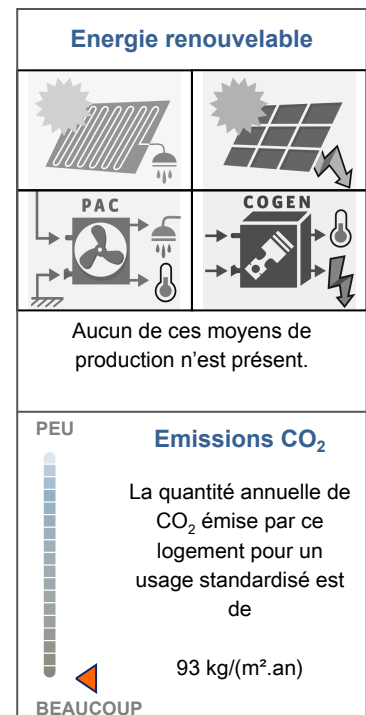 Energie renouvelable
PAC
COGEN
Aucun de ces moyens de
production n'est présent.
PEU
Emissions CO₂
La quantité annuelle de
CO₂ émise par ce
logement pour un
usage standardisé est
de
93 kg/(m².an)
BEAUCOUP